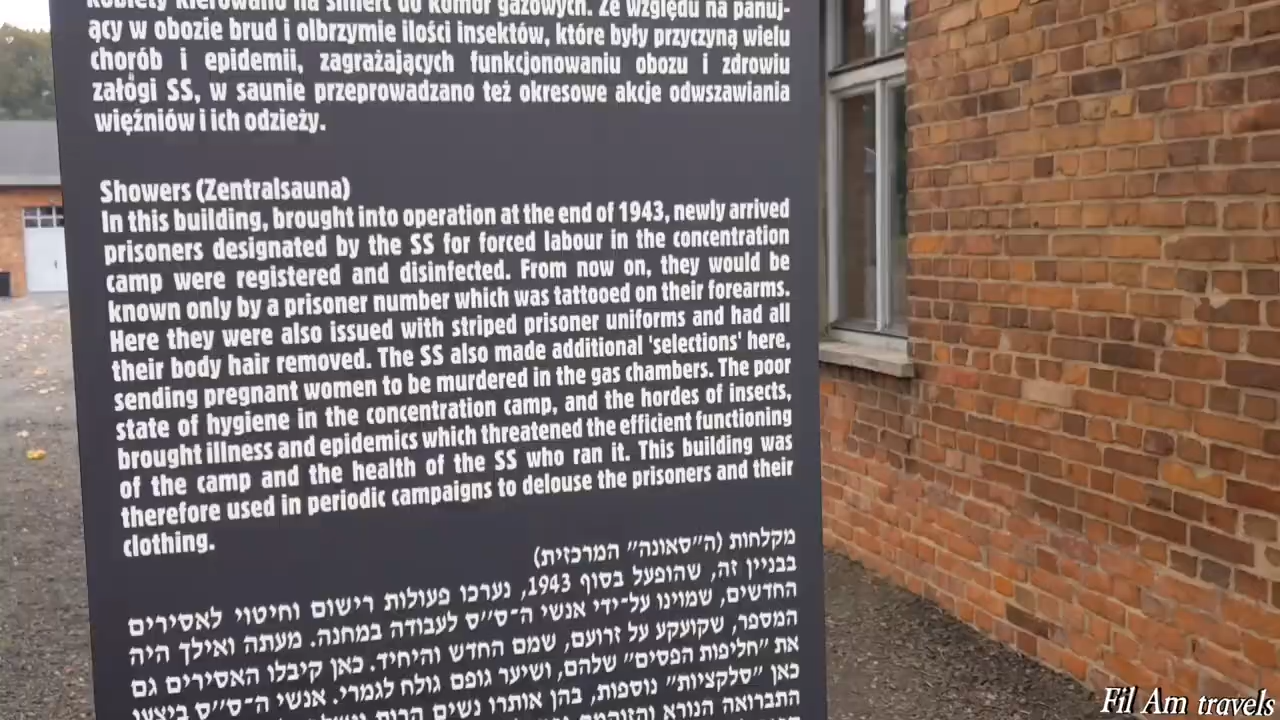 kobiety kierowano na śmierć do komór gazowych. Ze względu na panuj-
ący w obozie brud i olbrzymie ilości insektów, które były przyczyną wielu
chorób i epidemii, zagrażających funkcjonowaniu obozu i zdrowiu
załogi SS, w saunie przeprowadzano też okresowe akcje odwszawiania
więźniów i ich odzieży.
Showers (Zentralsauna)
In this building, brought into operation at the end of 1943, newly arrived
prisoners designated by the SS for forced labour in the concentration
camp were registered and disinfected. From now on, they would be
known only by a prisoner number which was tattooed on their forearms.
Here they were also issued with striped prisoner uniforms and had all
their body hair removed. The SS also made additional 'selections' here,
sending pregnant women to be murdered in the gas chambers. The poor
state of hygiene in the concentration camp, and the hordes of insects,
brought illness and epidemics which threatened the efficient functioning
of the camp and the health of the SS who ran it. This building was
therefore used in periodic campaigns to delouse the prisoners and their
clothing.
מקלחות (ה״סאונה״ המרכזית)
בבניין זה, שהופעל בסוף 1943, נערכו פעולות רישום וחיטוי לאסירים
החדשים, שמוינו על־ידי אנשי ה־ס״ס לעבודה במחנה. מעתה ואילך היה
המספר, שקועקע על זרועם, שמם החדש והיחיד. כאן קיבלו האסירים גם
את ״חליפות הפסים״ שלהם, ושיער גופם גולח לגמרי. אנשי ה־ס״ס ביצעו
כאן ״סלקציות״ נוספות, בהן אותרו נשים הרות
התברואה הנורא והזוהמה
Fil Am travels